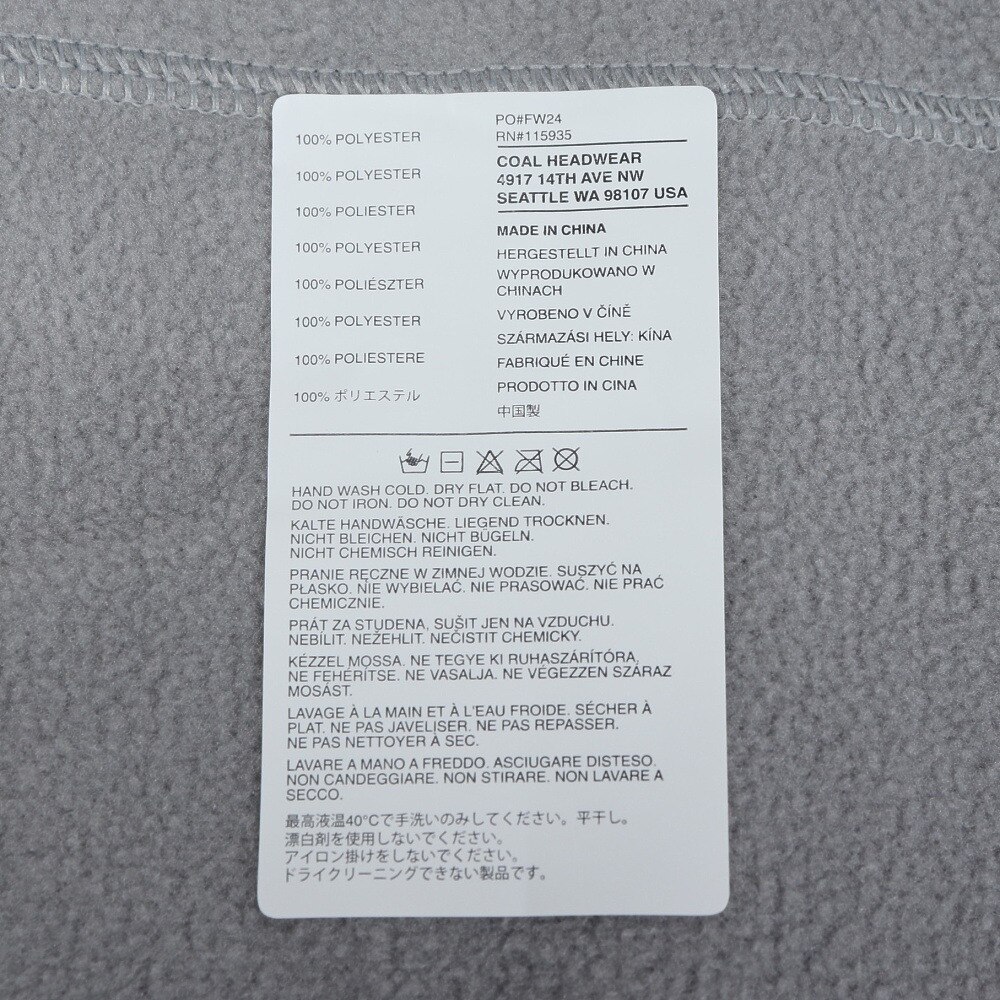 100% POLYESTER
100% POLYESTER
100% POLIESTER
100% POLYESTER
100% POLIÉSZTER
100% POLYESTER
100% POLIESTERE
100% ポリエステル
PO#FW24
RN#115935
COAL HEADWEAR
4917 14TH AVE NW
SEATTLE WA 98107 USA
MADE IN CHINA
HERGESTELLT IN CHINA
WYPRODUKOWANO W
CHINACH
VYROBENO V ČÍNĚ
SZÁRMAZÁSI HELY: KÍNA
FABRIQUÉ EN CHINE
PRODOTTO IN CINA
中国製
HAND WASH COLD. DRY FLAT. DO NOT BLEACH.
DO NOT IRON. DO NOT DRY CLEAN.
KALTE HANDWÄSCHE. LIEGEND TROCKNEN.
NICHT BLEICHEN. NICHT BÜGELN.
NICHT CHEMISCH REINIGEN.
PRANIE RĘCZNE W ZIMNEJ WODZIE. SUSZYĆ NA
PŁASKO. NIE WYBIELAĆ. NIE PRASOWAĆ. NIE PRAĆ
CHEMICZNIE.
PRÁT ZA STUDENA, SUŠIT JEN NA VZDUCHU.
NEBÍLIT. NEŽEHLIT. NEČISTIT CHEMICKY.
KÉZZEL MOSSA. NE TEGYE KI RUHASZÁRÍTÓRA,
NE FEHÉRÍTSE. NE VASALJA. NE VÉGEZZEN SZÁRAZ
MOSÁST.
LAVAGE À LA MAIN ET À L'EAU FROIDE. SÉCHER À
PLAT. NE PAS JAVELISER. NE PAS REPASSER.
NE PAS NETTOYER À SEC.
LAVARE A MANO A FREDDO. ASCIUGARE DISTESO.
NON CANDEGGIARE. NON STIRARE. NON LAVARE A
SECCO.
最高液温40°Cで手洗いのみしてください。平干し。
漂白剤を使用しないでください。
アイロン掛けをしないでください。
ドライクリーニングできない製品です。